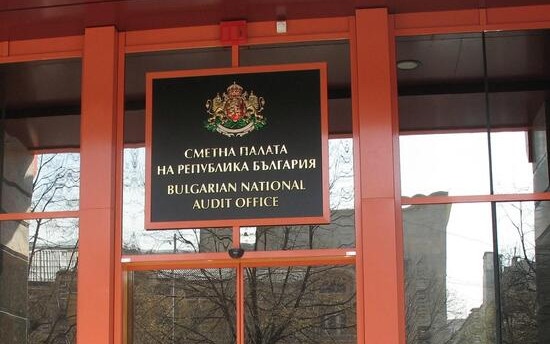 СМЕТНА ПАЛАТА
НА РЕПУБЛИКА БЪЛГАРИЯ
BULGARIAN NATIONAL
AUDIT OFFICE